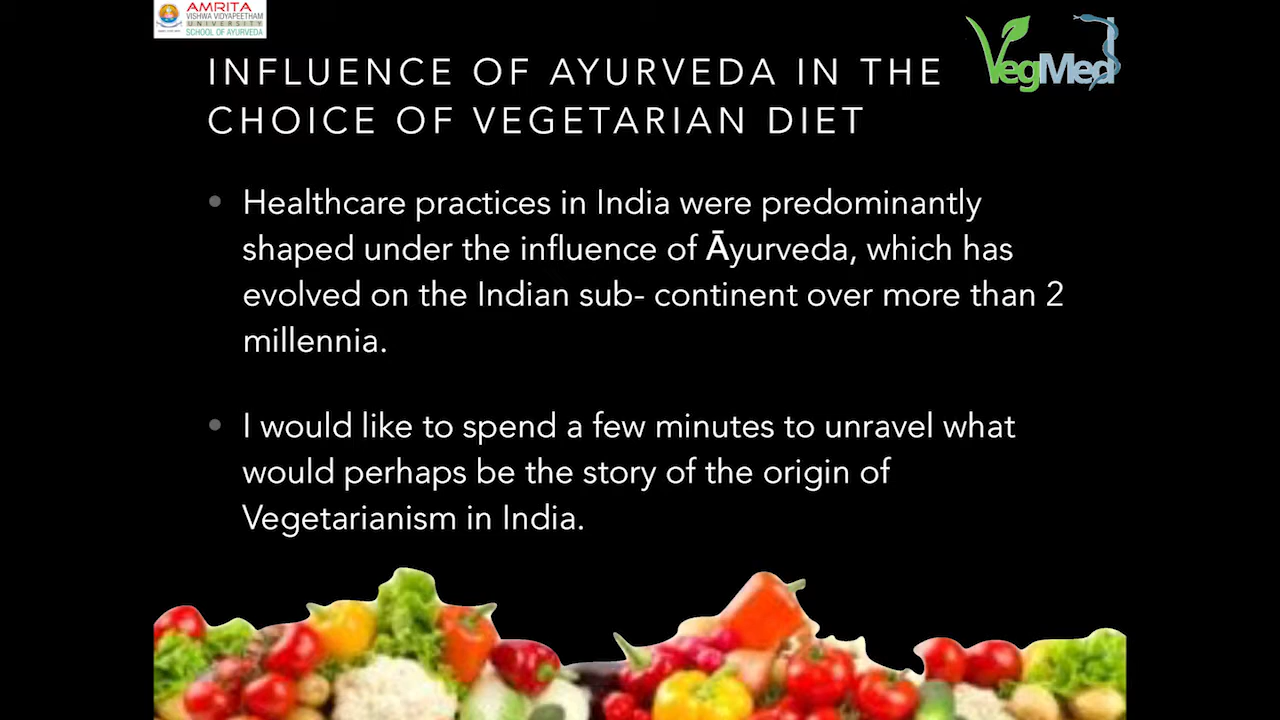 AMRITA
VISHWA VIDYAPEETHAM
UNIVERSITY
SCHOOL OF AYURVEDA
VegMed
INFLUENCE OF AYURVEDA IN THE
CHOICE OF VEGETARIAN DIET
• Healthcare practices in India were predominantly
shaped under the influence of Āyurveda, which has
evolved on the Indian sub- continent over more than 2
millennia.
• I would like to spend a few minutes to unravel what
would perhaps be the story of the origin of
Vegetarianism in India.